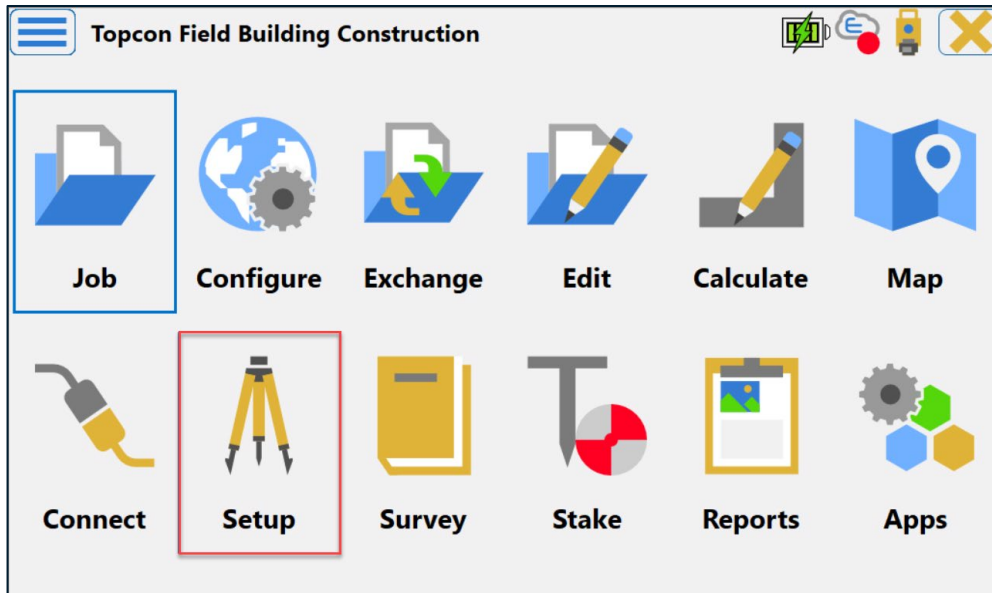 Topcon Field Building Construction
Job Configure Exchange Edit Calculate Map
Connect Setup Survey Stake Reports Apps